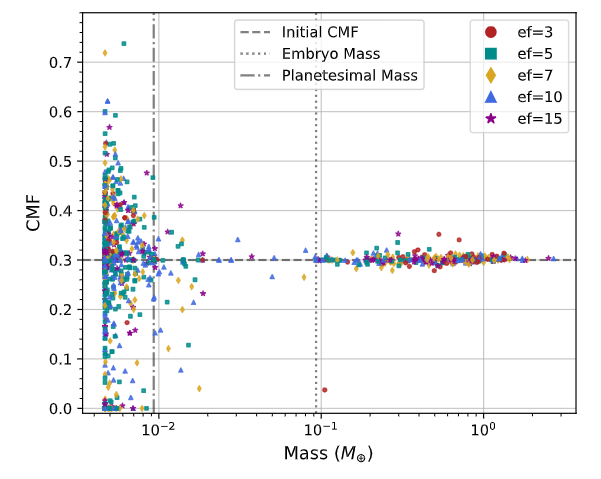 Initial CMF
Embryo Mass
Planetesimal Mass
ef=3
ef=5
ef=7
ef=10
ef=15
CMF
0.7
0.6
0.5
0.4
0.3
0.2
0.1
0.0
10⁻²
10⁻¹
10⁰
Mass (M⊕)